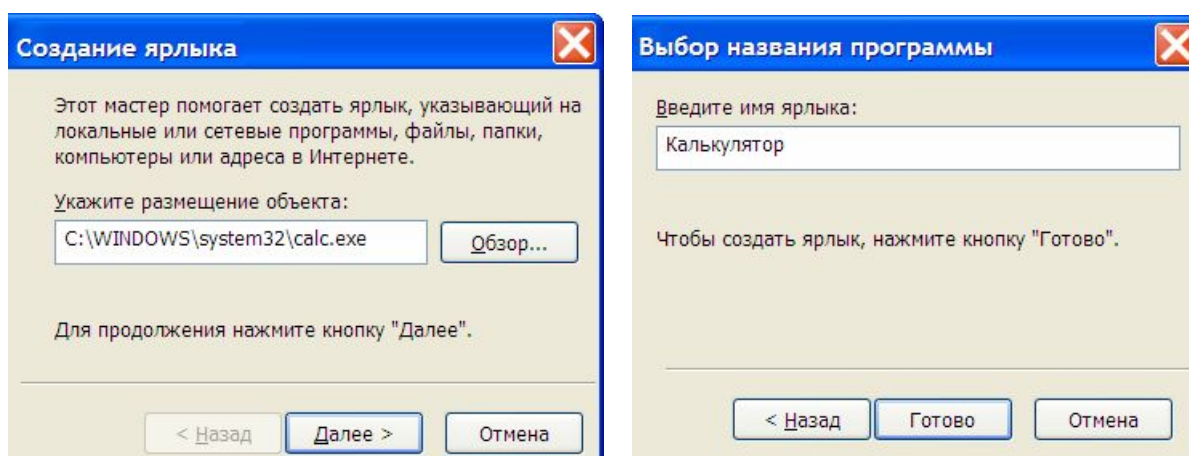 Создание ярлыка
Этот мастер помогает создать ярлык, указывающий на
локальные или сетевые программы, файлы, папки,
компьютеры или адреса в Интернете.
Укажите размещение объекта:
C:\WINDOWS\system32\calc.exe
Обзор...
Для продолжения нажмите кнопку "Далее".
< Назад
Далее >
Отмена
Выбор названия программы
Введите имя ярлыка:
Калькулятор
Чтобы создать ярлык, нажмите кнопку "Готово".
< Назад
Готово
Отмена